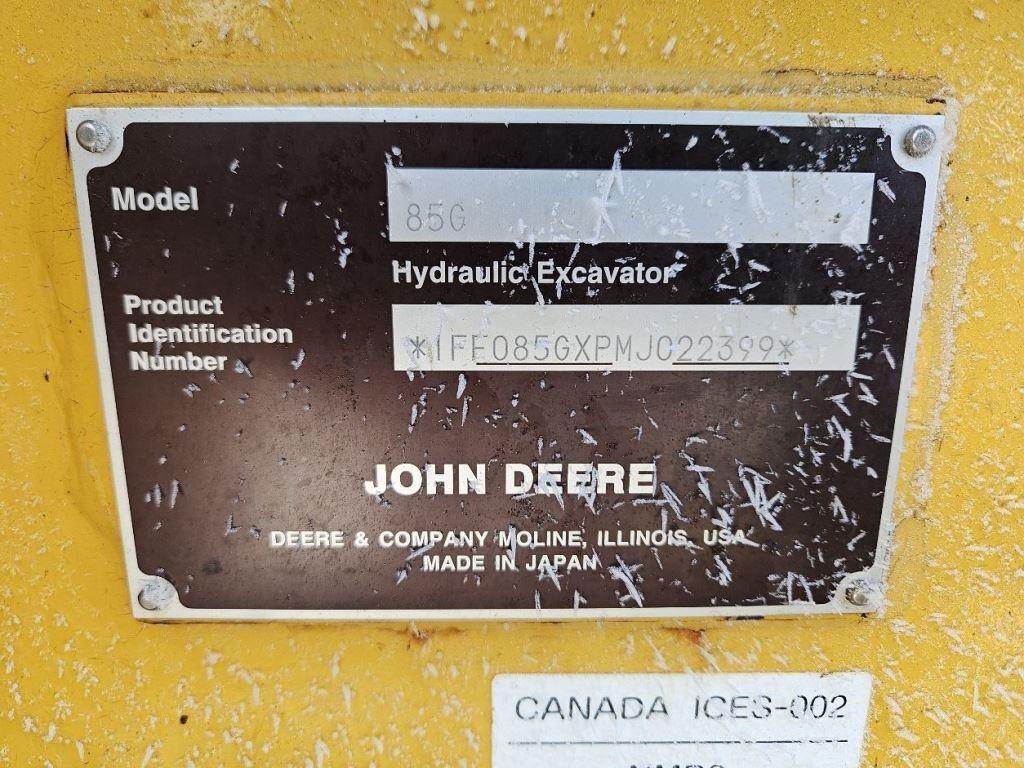 Model
85G
Hydraulic Excavator
Product
Identification
Number
*1FF085GXPMJ022399*
JOHN DEERE
DEERE & COMPANY MOLINE, ILLINOIS, USA
MADE IN JAPAN
CANADA ICES-002